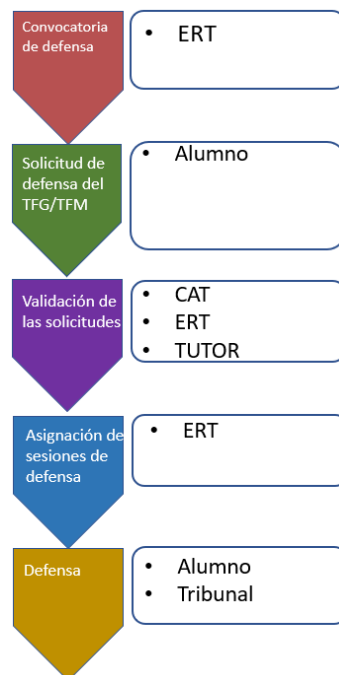 Convocatoria
de defensa
• ERT
Solicitud de
defensa del
TFG/TFM
• Alumno
Validación de
las solicitudes
• CAT
• ERT
• TUTOR
Asignación de
sesiones de
defensa
• ERT
Defensa
• Alumno
• Tribunal